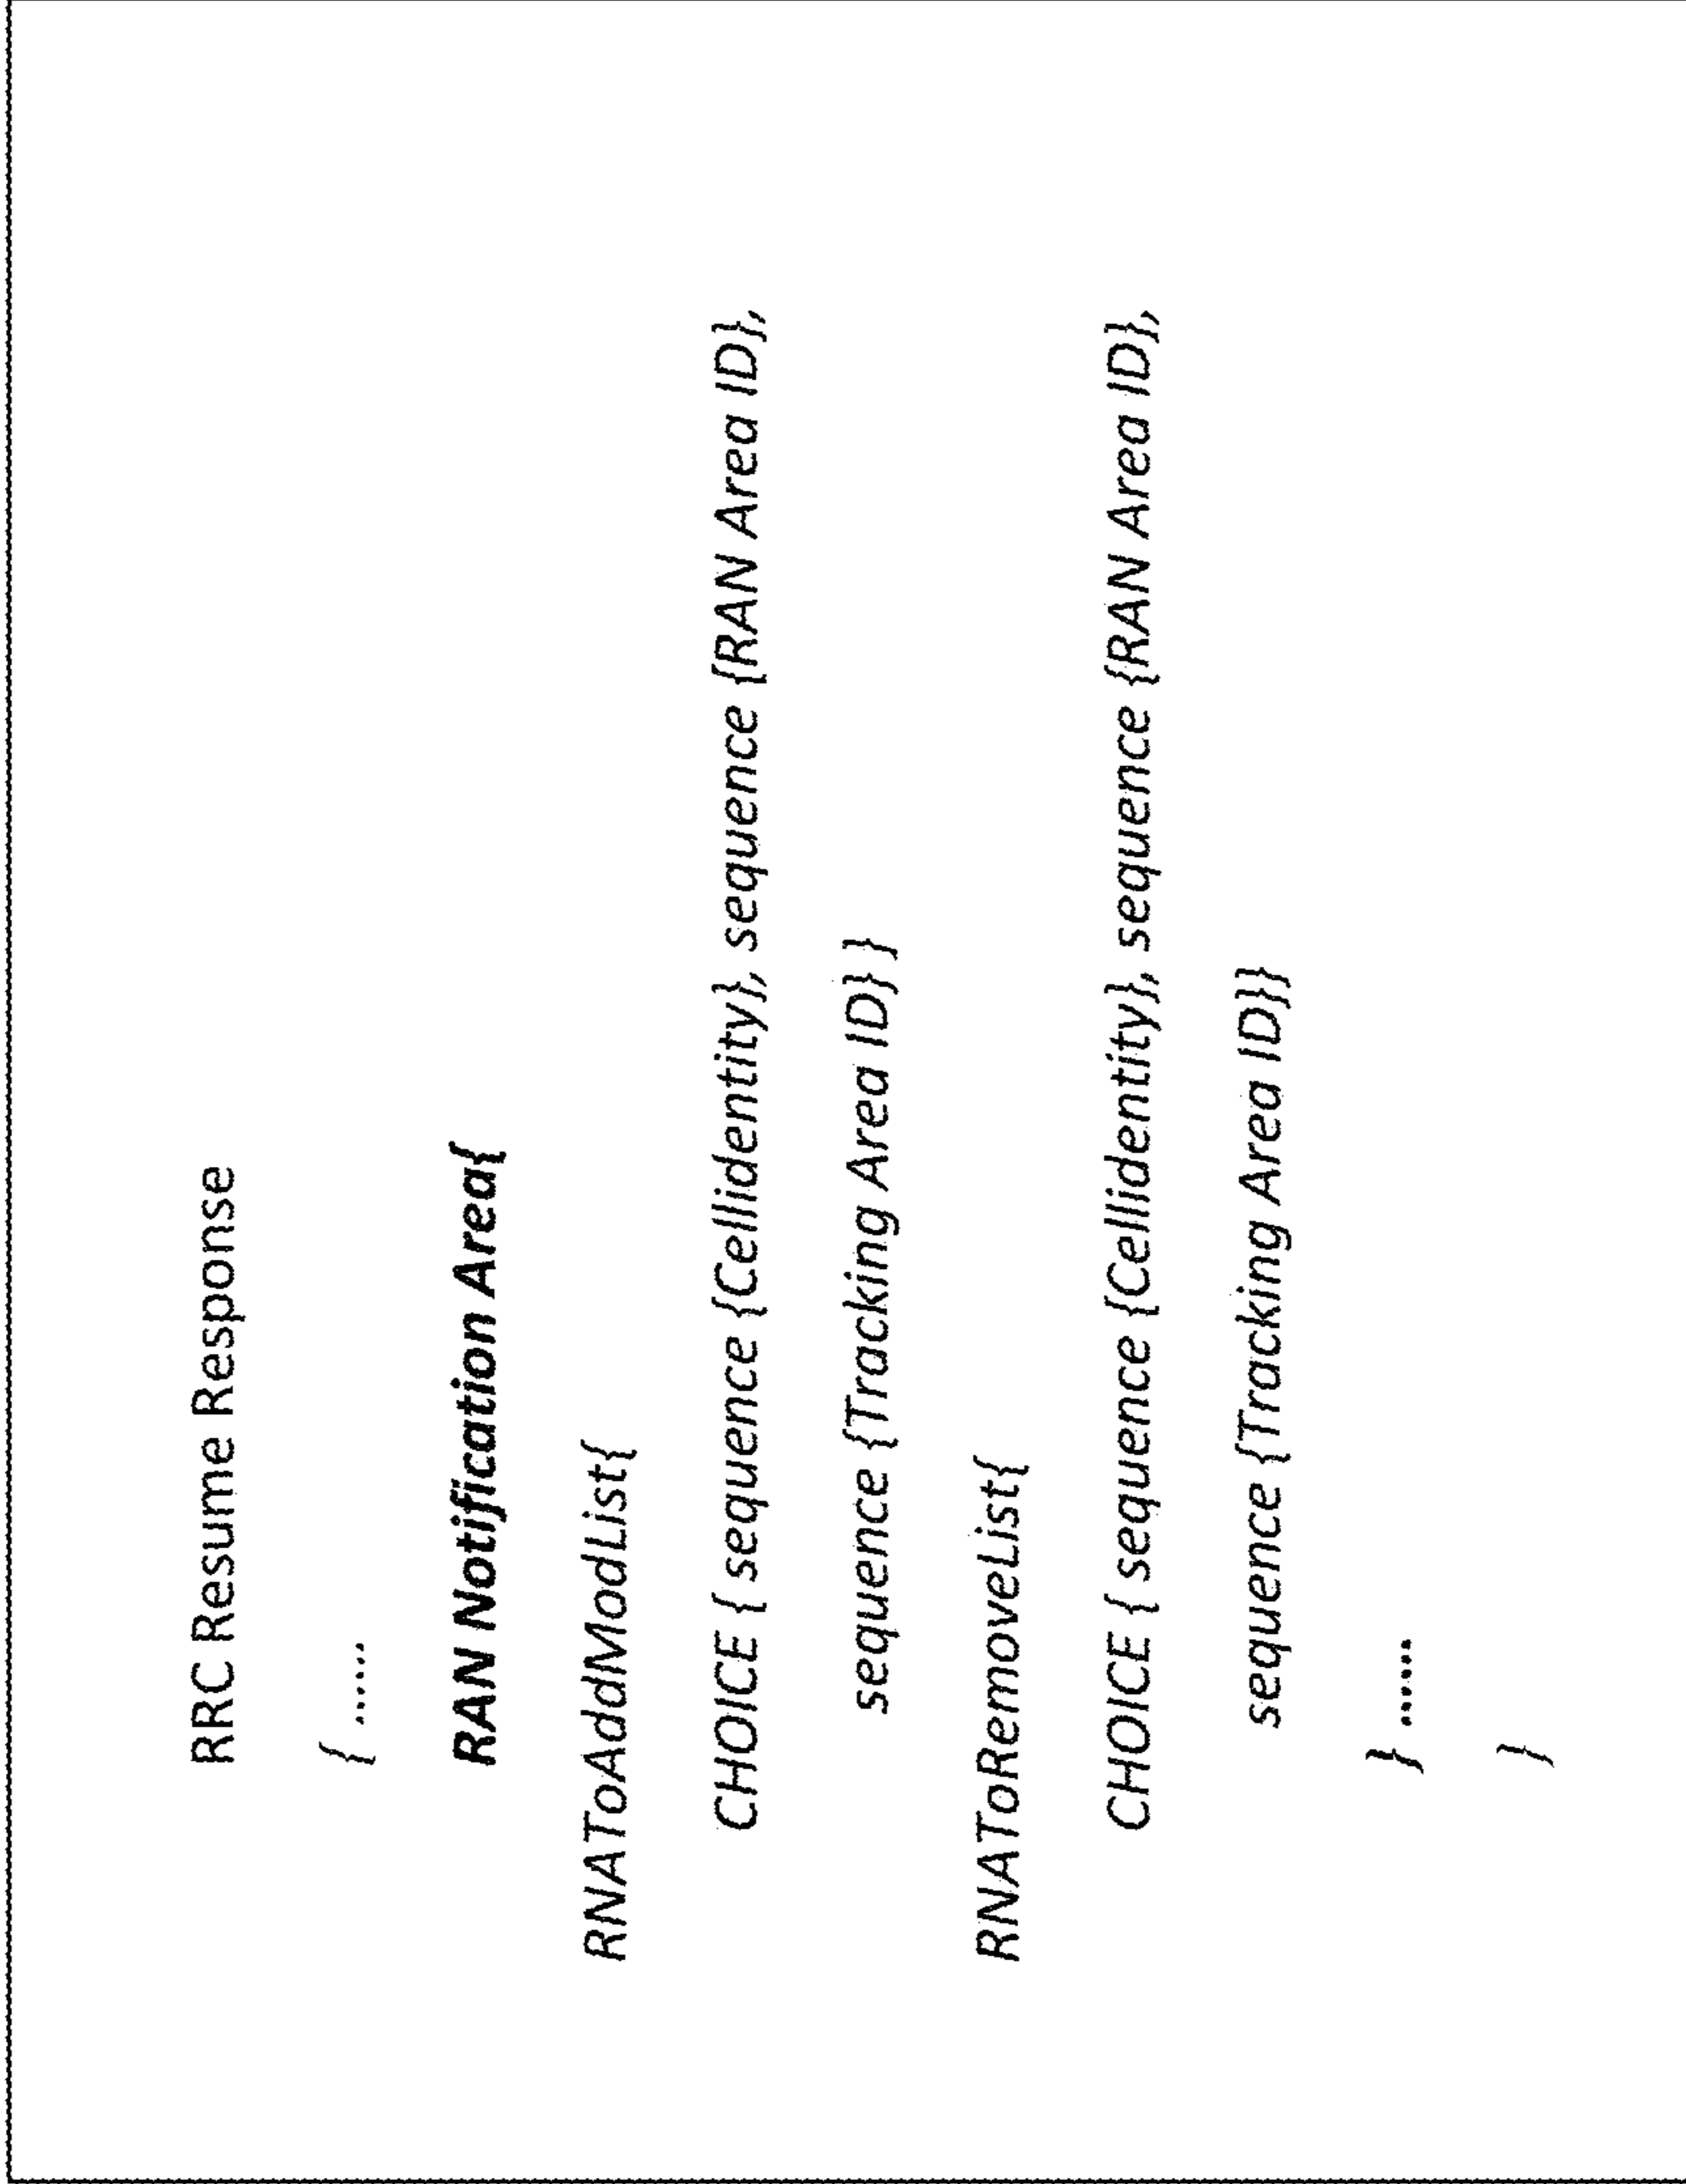 RRC Resume Response
{ ......
RAN Notification Area{
RNAToAddModList{
CHOICE { sequence {Cellidentity}, sequence {RAN Area ID},
sequence {Tracking Area ID} }
RNAToRemoveList{
CHOICE { sequence {Cellidentity}, sequence {RAN Area ID},
sequence {Tracking Area ID}}
} ......
}